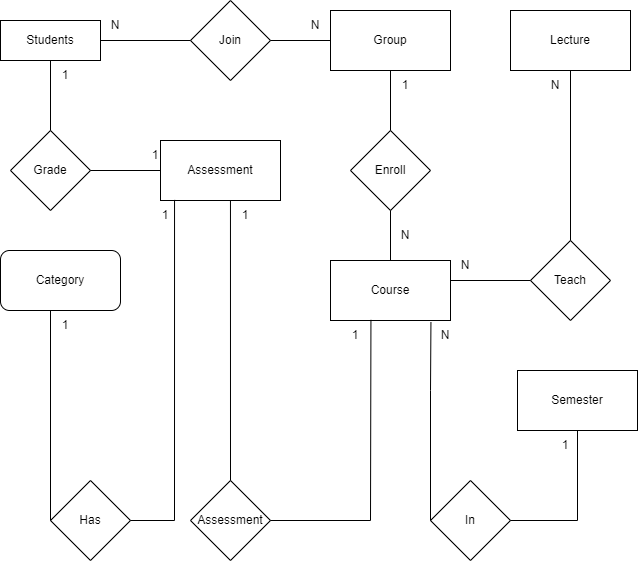 Students
N
Join
N
Group
Lecture
1
1
N
Grade
1
Assessment
Enroll
1
1
N
Category
Course
N
Teach
1
1
N
Semester
1
Has
Assessment
In